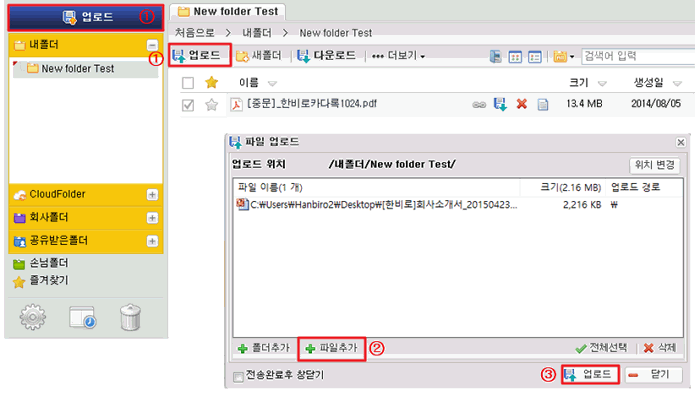 업로드 ①
내폴더
New folder Test
CloudFolder
회사폴더
공유받은폴더
손님폴더
즐겨찾기
New folder Test
처음으로 > 내폴더 > New folder Test
① 업로드 새폴더 다운로드 ••• 더보기 검색어 입력
이름 크기 생성일
[중문]_한비로카다록1024.pdf 13.4 MB 2014/08/05
파일 업로드
업로드 위치 /내폴더/New folder Test/ 위치 변경
파일 이름(1 개) 크기(2.16 MB) 업로드 경로
C:₩Users₩Hanbiro2₩Desktop₩[한비로]회사소개서_20150423... 2,216 KB ₩
폴더추가 파일추가 ② 전체선택 삭제
전송완료후 창닫기 ③ 업로드 닫기